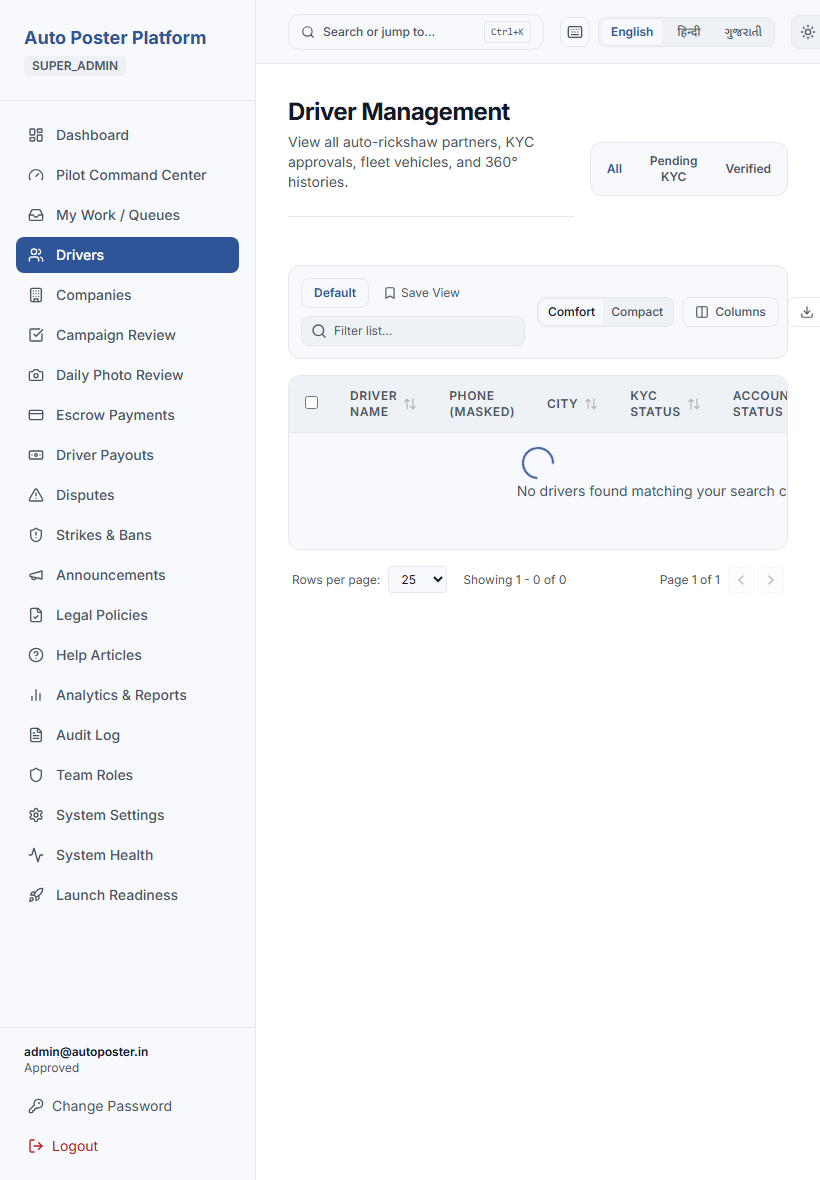 Auto Poster Platform
SUPER_ADMIN
Dashboard
Pilot Command Center
My Work / Queues
Drivers
Companies
Campaign Review
Daily Photo Review
Escrow Payments
Driver Payouts
Disputes
Strikes & Bans
Announcements
Legal Policies
Help Articles
Analytics & Reports
Audit Log
Team Roles
System Settings
System Health
Launch Readiness
admin@autoposter.in
Approved
Change Password
Logout
Search or jump to... Ctrl+K English हिन्दी ગુજરાતી
Driver Management
View all auto-rickshaw partners, KYC
approvals, fleet vehicles, and 360°
histories.
All Pending KYC Verified
Default Save View
Filter list...
Comfort Compact Columns
DRIVER NAME PHONE (MASKED) CITY KYC STATUS ACCOUN STATUS
No drivers found matching your search c
Rows per page: 25 Showing 1 - 0 of 0 Page 1 of 1